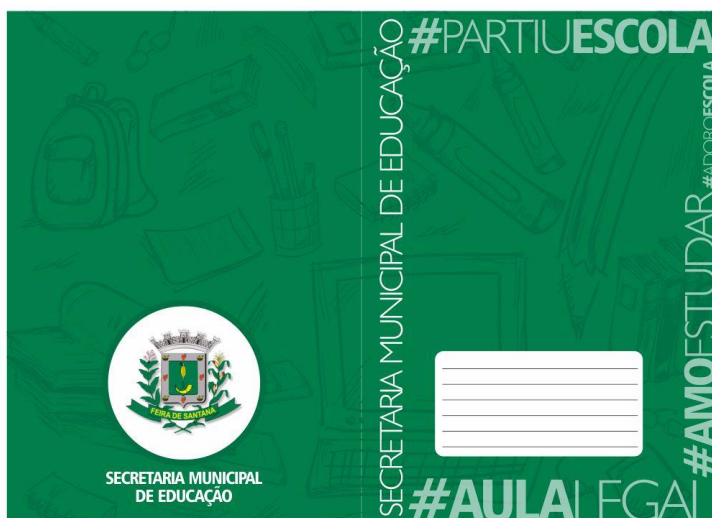 FEIRA DE SANTANA
SECRETARIA MUNICIPAL
DE EDUCAÇÃO
SECRETARIA MUNICIPAL DE EDUCAÇÃO
#PARTIUESCOLA
#ADOROESCOLA
#AMOESTUDAR
#AULALEGAL